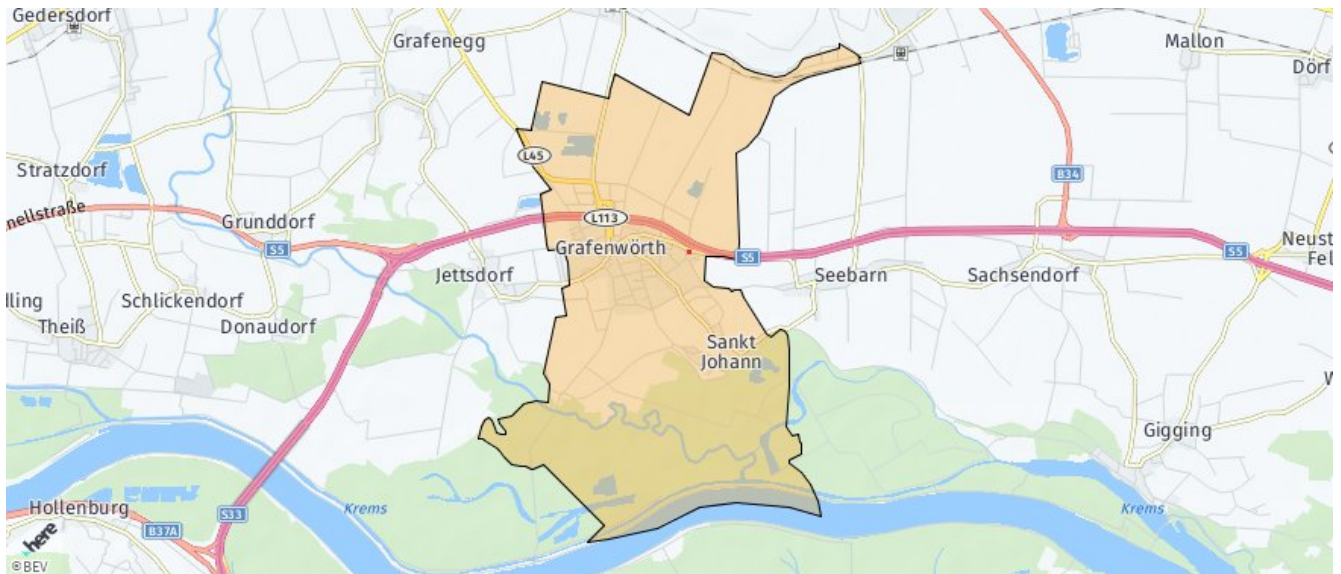 Gedersdorf
Grafenegg
Mallon
Dörf
L45
Stratzdorf
B34
nellstraße
Grunddorf
L113
S5
Grafenwörth
S5
S5
Neust
Fel
Jettsdorf
Seebarn
Sachsendorf
lling
Schlickendorf
Theiß
Donaudorf
Sankt
Johann
W
Gigging
Hollenburg
Krems
S33
Krems
B37A
here
©BEV